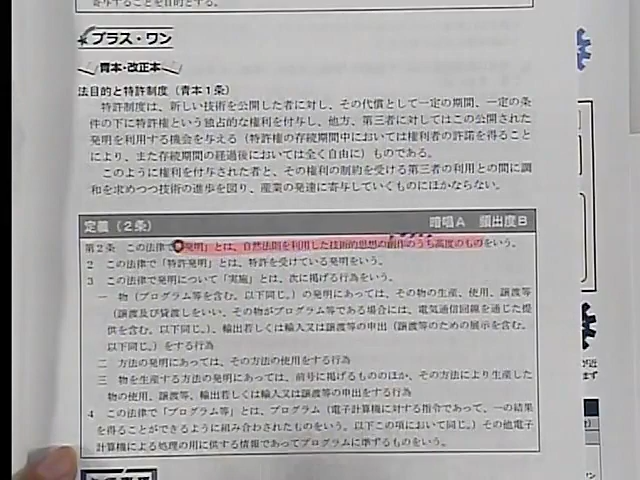 寄与することを目的とする。
プラス・ワン
青本・改正本
法目的と特許制度（青本１条）
特許制度は、新しい技術を公開した者に対し、その代償として一定の期間、一定の条
件の下に特許権という独占的な権利を付与し、他方、第三者に対してはこの公開された
発明を利用する機会を与える（特許権の存続期間中においては権利者の許諾を得ること
により、また存続期間の経過後においては全く自由に）ものである。
このように権利を付与された者と、その権利の制約を受ける第三者の利用との間に調
和を求めつつ技術の進歩を図り、産業の発達に寄与していくものにほかならない。
定義（２条） 暗唱Ａ 頻出度Ｂ
第２条 この法律で「発明」とは、自然法則を利用した技術的思想の創作のうち高度のものをいう。
２ この法律で「特許発明」とは、特許を受けている発明をいう。
３ この法律で発明について「実施」とは、次に掲げる行為をいう。
一 物（プログラム等を含む。以下同じ。）の発明にあっては、その物の生産、使用、譲渡等
（譲渡及び貸渡しをいい、その物がプログラム等である場合には、電気通信回線を通じた提
供を含む。以下同じ。）、輸出若しくは輸入又は譲渡等の申出（譲渡等のための展示を含む。
以下同じ。）をする行為
二 方法の発明にあっては、その方法の使用をする行為
三 物を生産する方法の発明にあっては、前号に掲げるもののほか、その方法により生産した
物の使用、譲渡等、輸出若しくは輸入又は譲渡等の申出をする行為
４ この法律で「プログラム等」とは、プログラム（電子計算機に対する指令であって、一の結果
を得ることができるように組み合わされたものをいう。以下この項において同じ。）その他電子
計算機による処理の用に供する情報であってプログラムに準ずるものをいう。